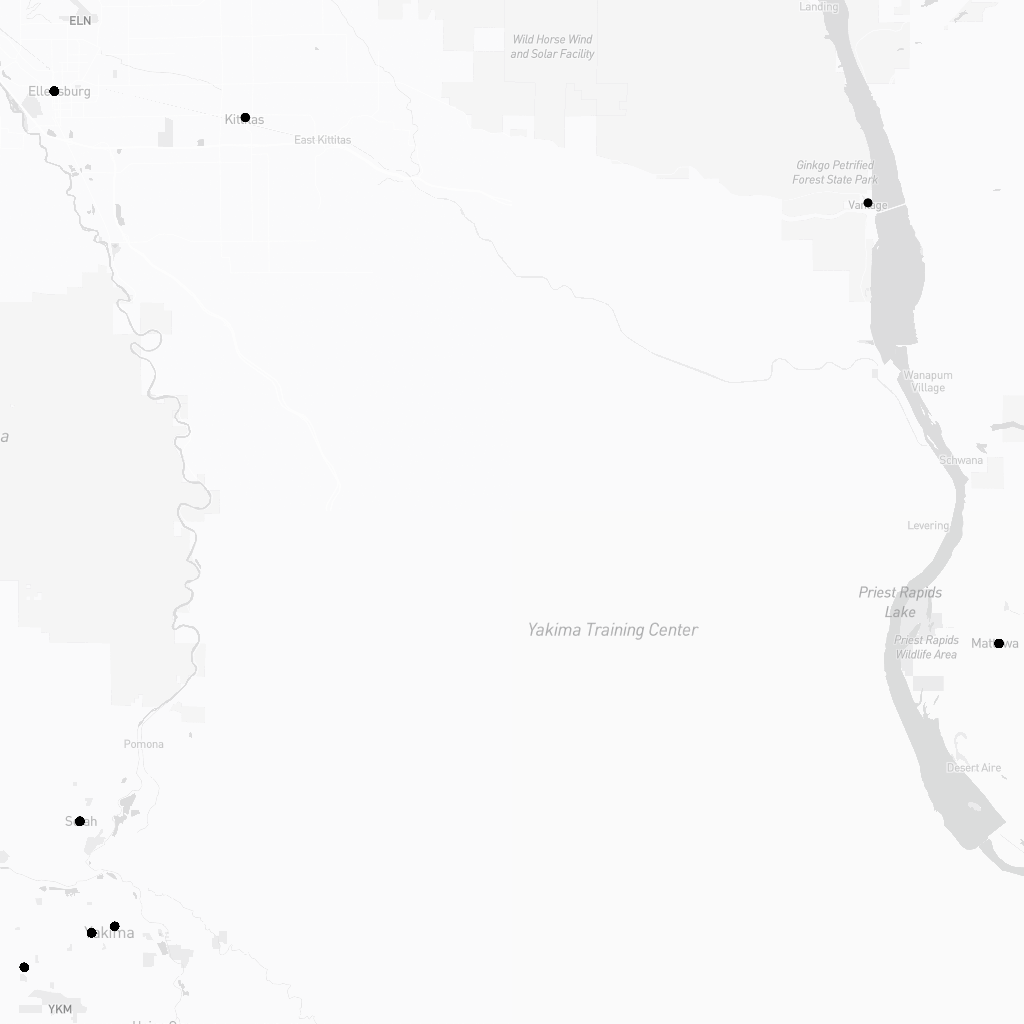 Landing
ELN
Wild Horse Wind
and Solar Facility
Ellensburg
Kittitas
East Kittitas
Ginkgo Petrified
Forest State Park
Vantage
Wanapum
Village
a
Schwana
Levering
Priest Rapids
Lake
Yakima Training Center
Priest Rapids
Wildlife Area
Mattawa
Pomona
Desert Aire
Selah
Yakima
YKM